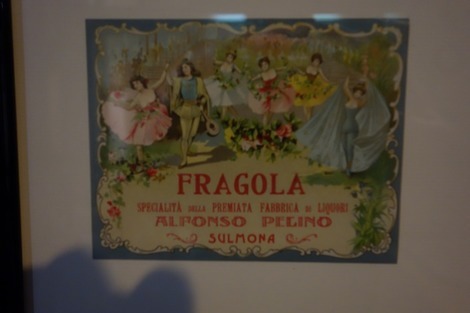 FRAGOLA
SPECIALITÀ DELLA PREMIATA FABBRICA DI LIQUORI
ALFONSO PELINO
SULMONA